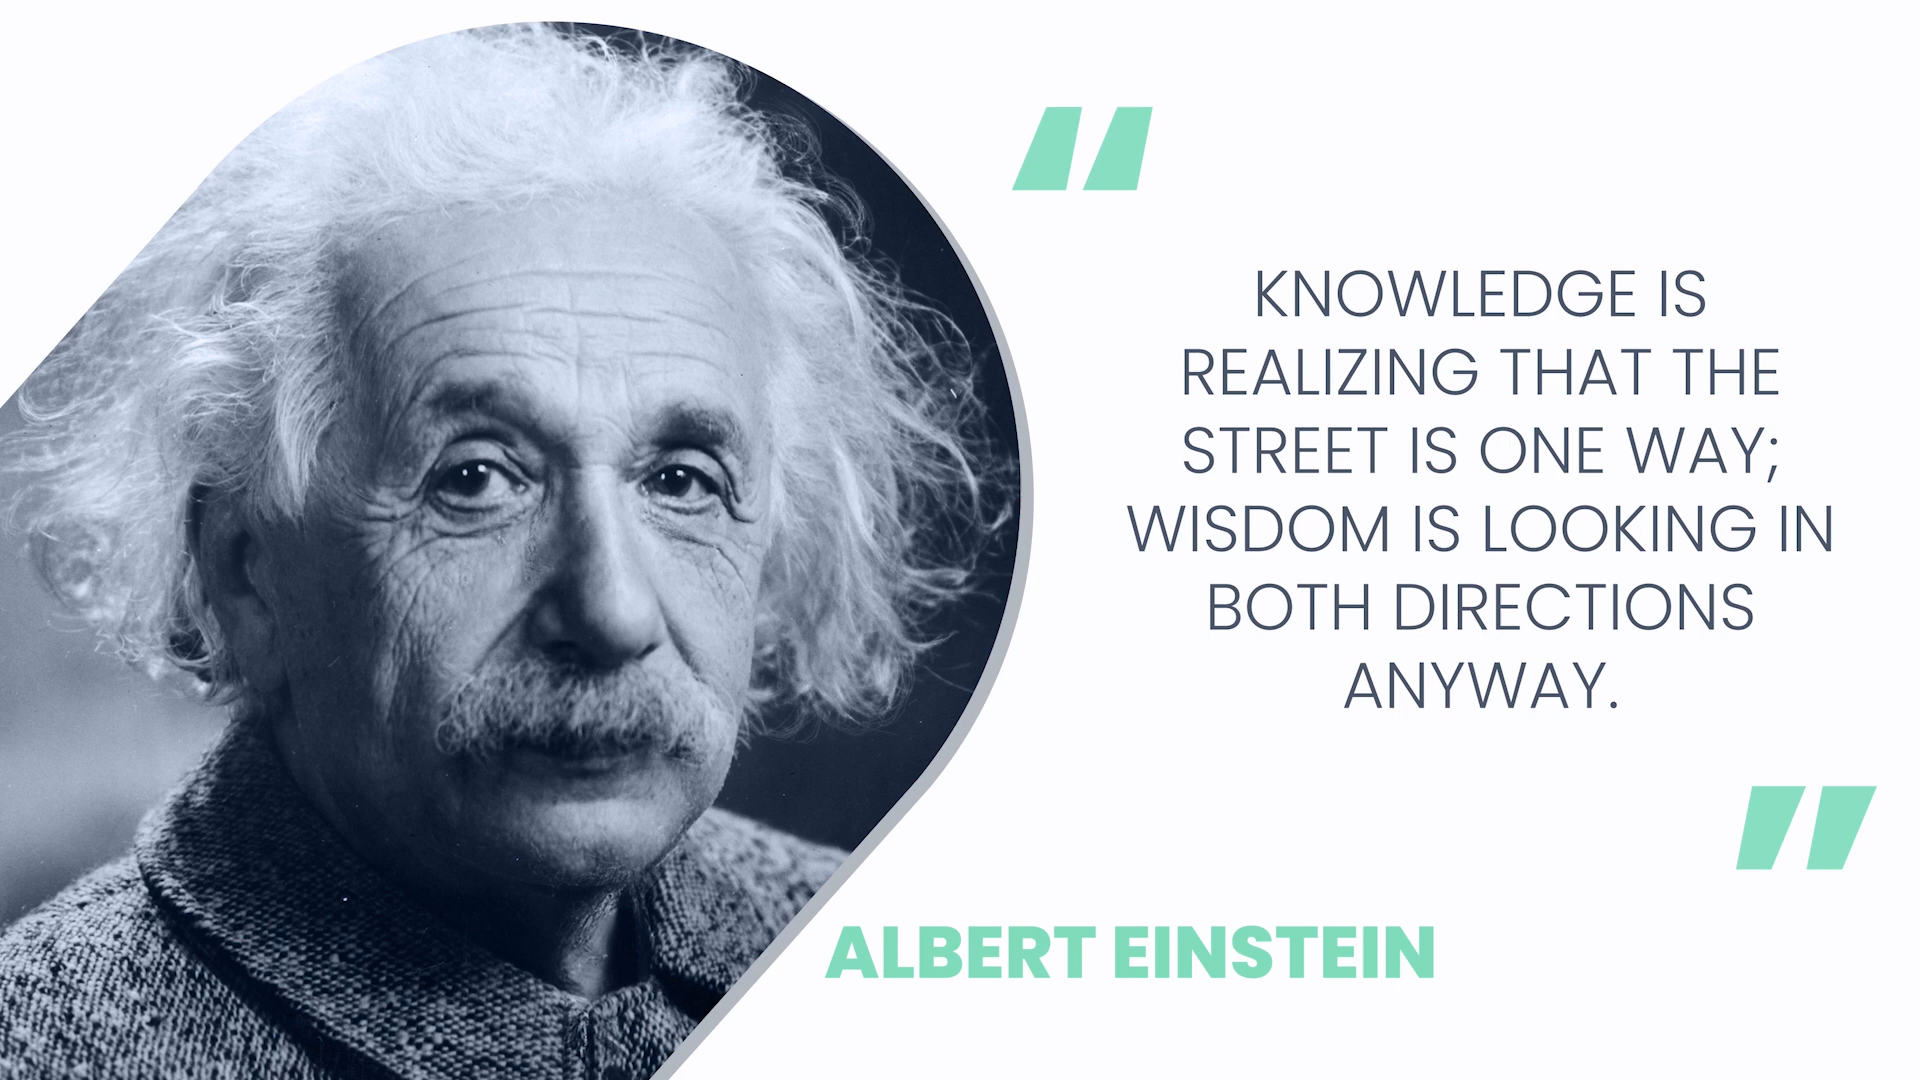 “
KNOWLEDGE IS
REALIZING THAT THE
STREET IS ONE WAY;
WISDOM IS LOOKING IN
BOTH DIRECTIONS
ANYWAY.
”
ALBERT EINSTEIN